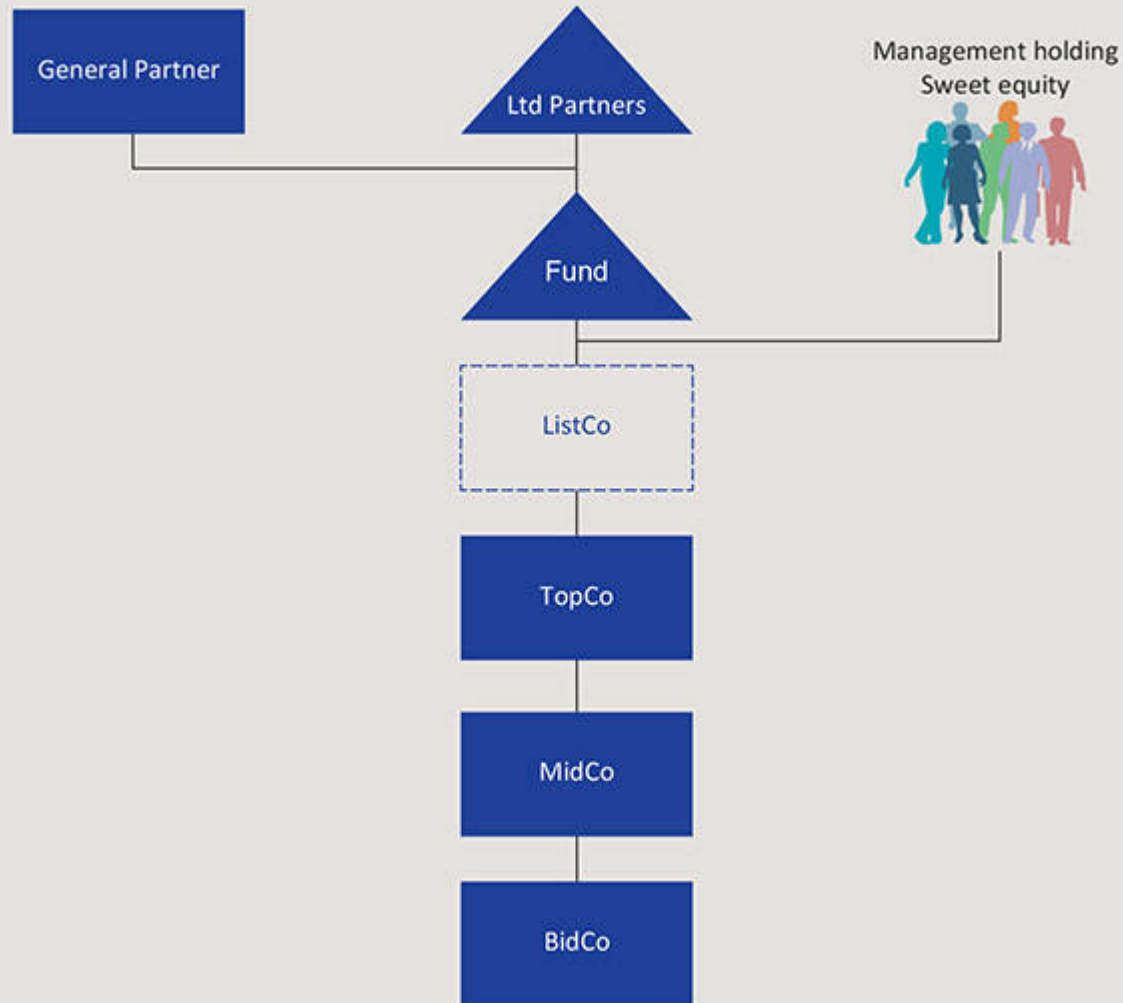 General Partner
Ltd Partners
Management holding
Sweet equity
Fund
ListCo
TopCo
MidCo
BidCo